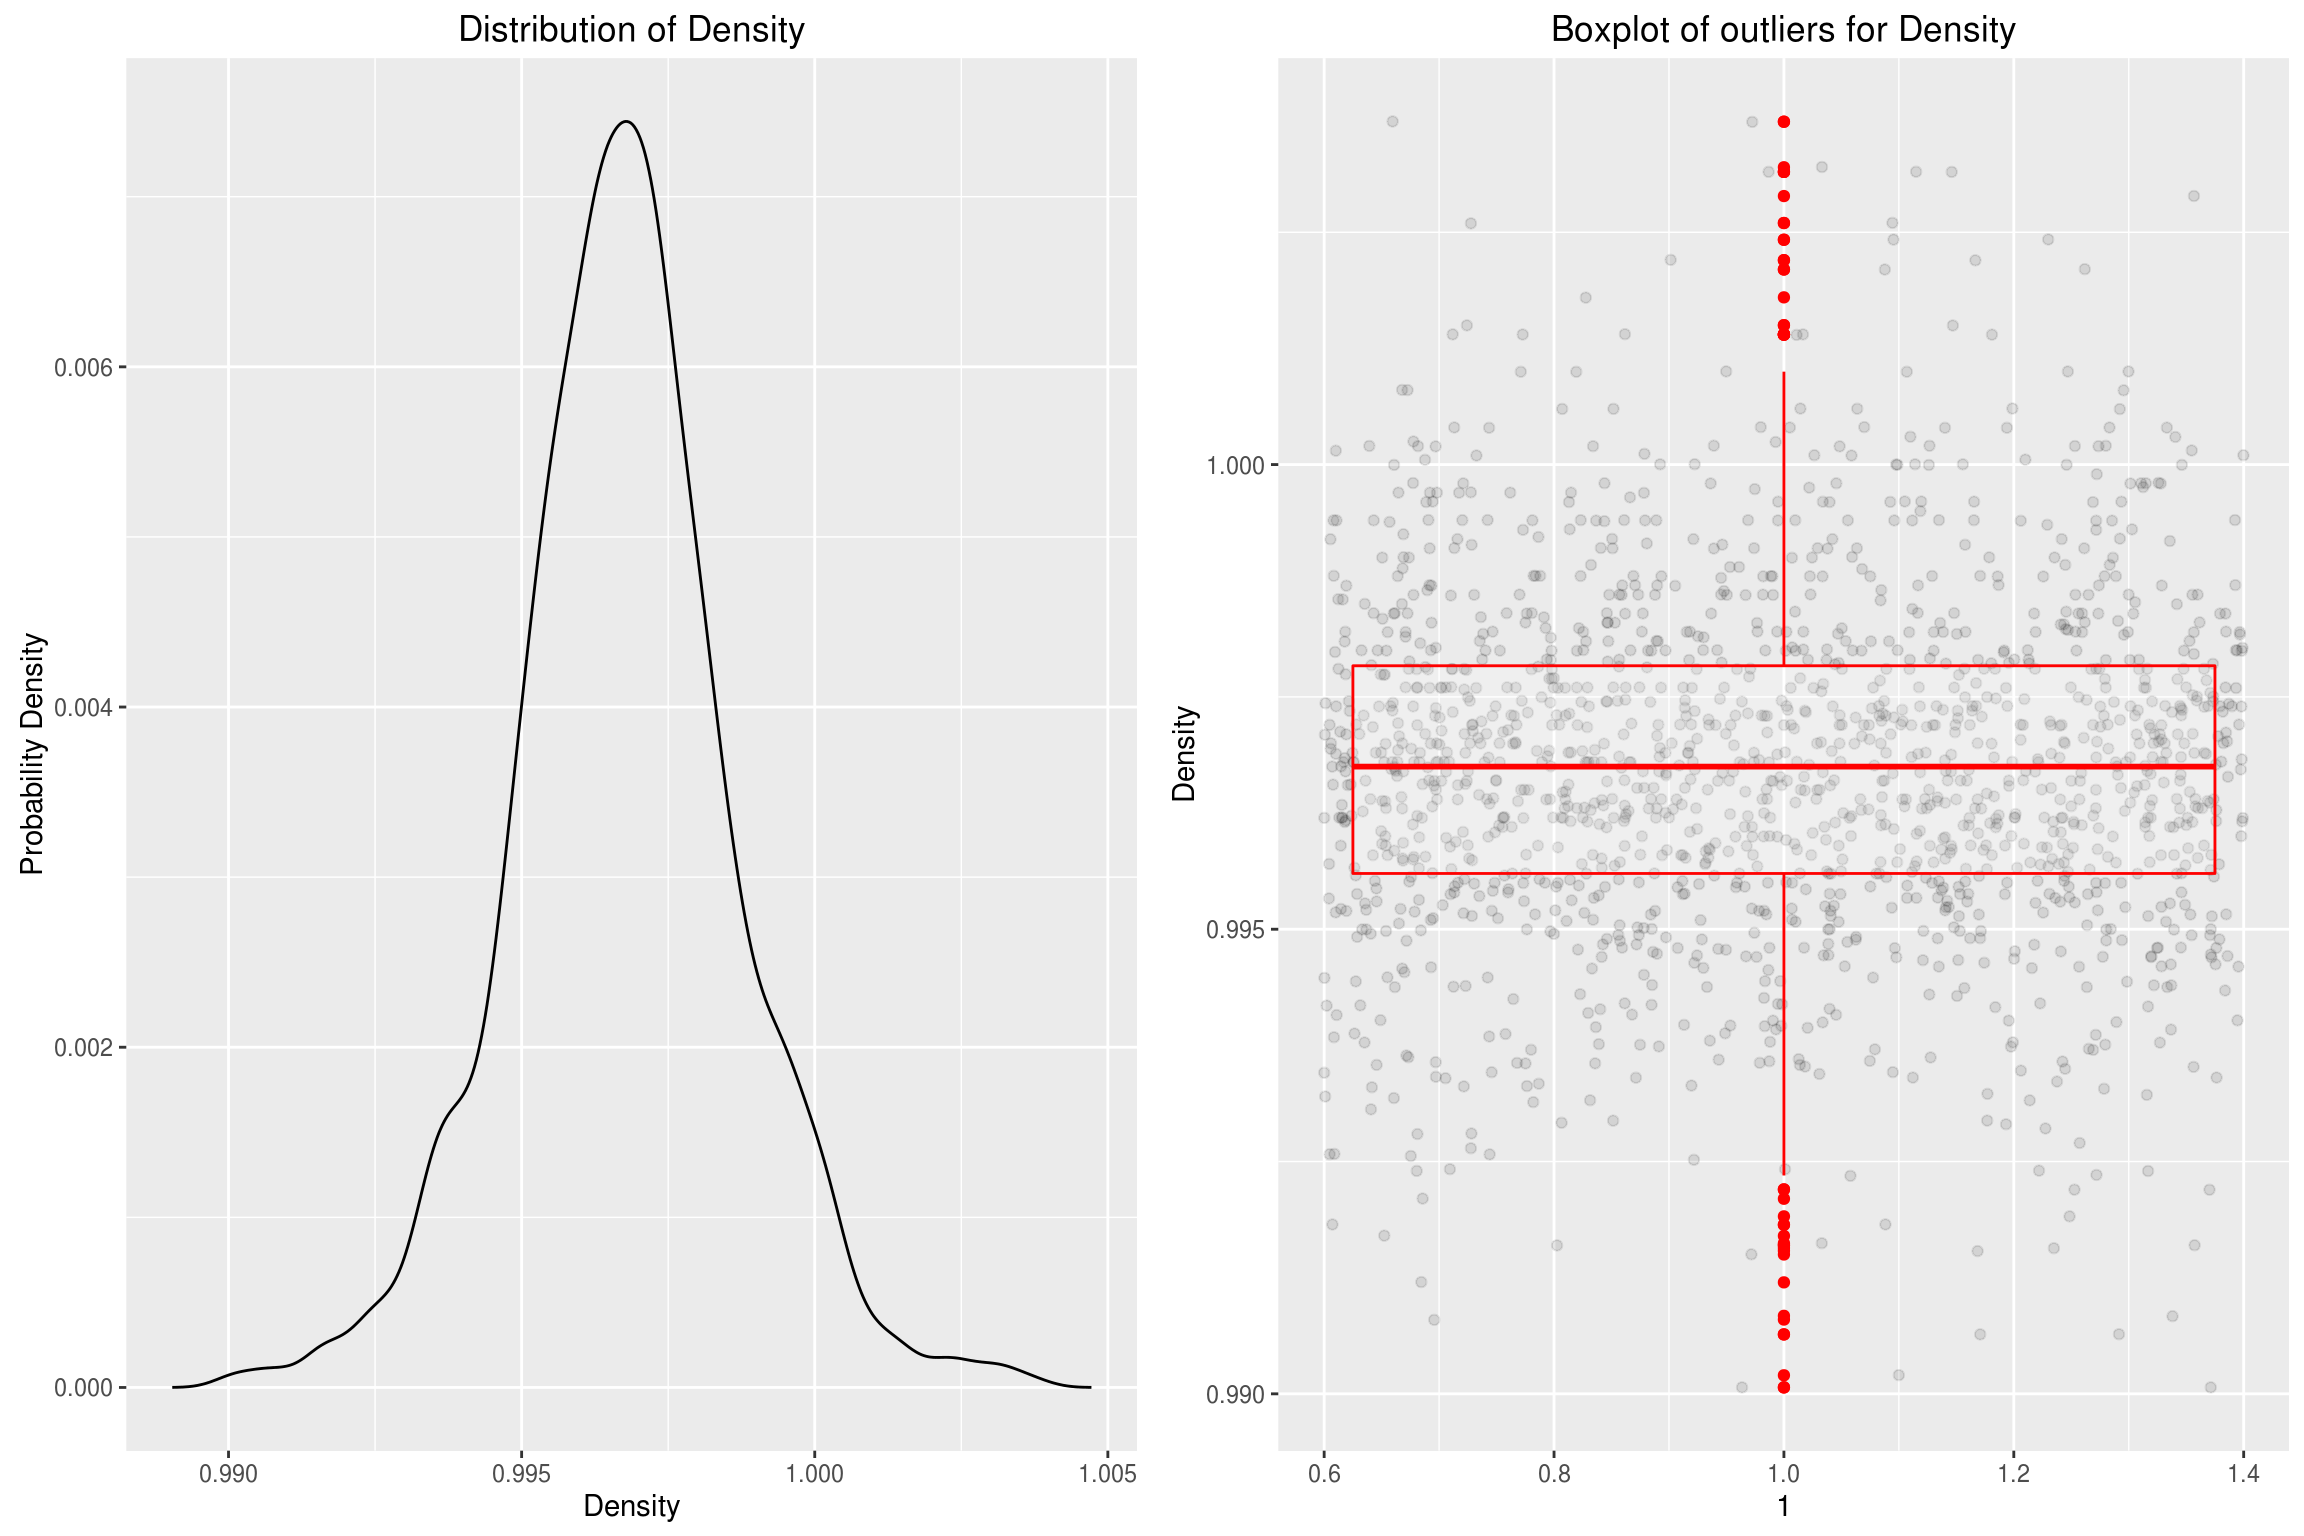 Distribution of Density
Probability Density
0.006
0.004
0.002
0.000
0.990 0.995 1.000 1.005
Density
Boxplot of outliers for Density
Density
1.000
0.995
0.990
0.6 0.8 1.0 1.2 1.4
1